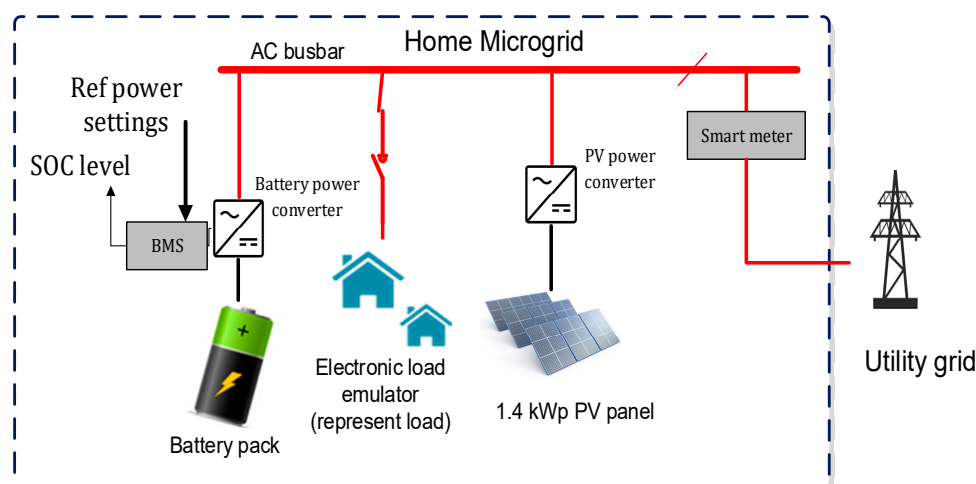 Home Microgrid
AC busbar
Ref power
settings
SOC level
BMS
Battery power
converter
PV power
converter
Smart meter
Electronic load
emulator
(represent load)
1.4 kWp PV panel
Battery pack
Utility grid